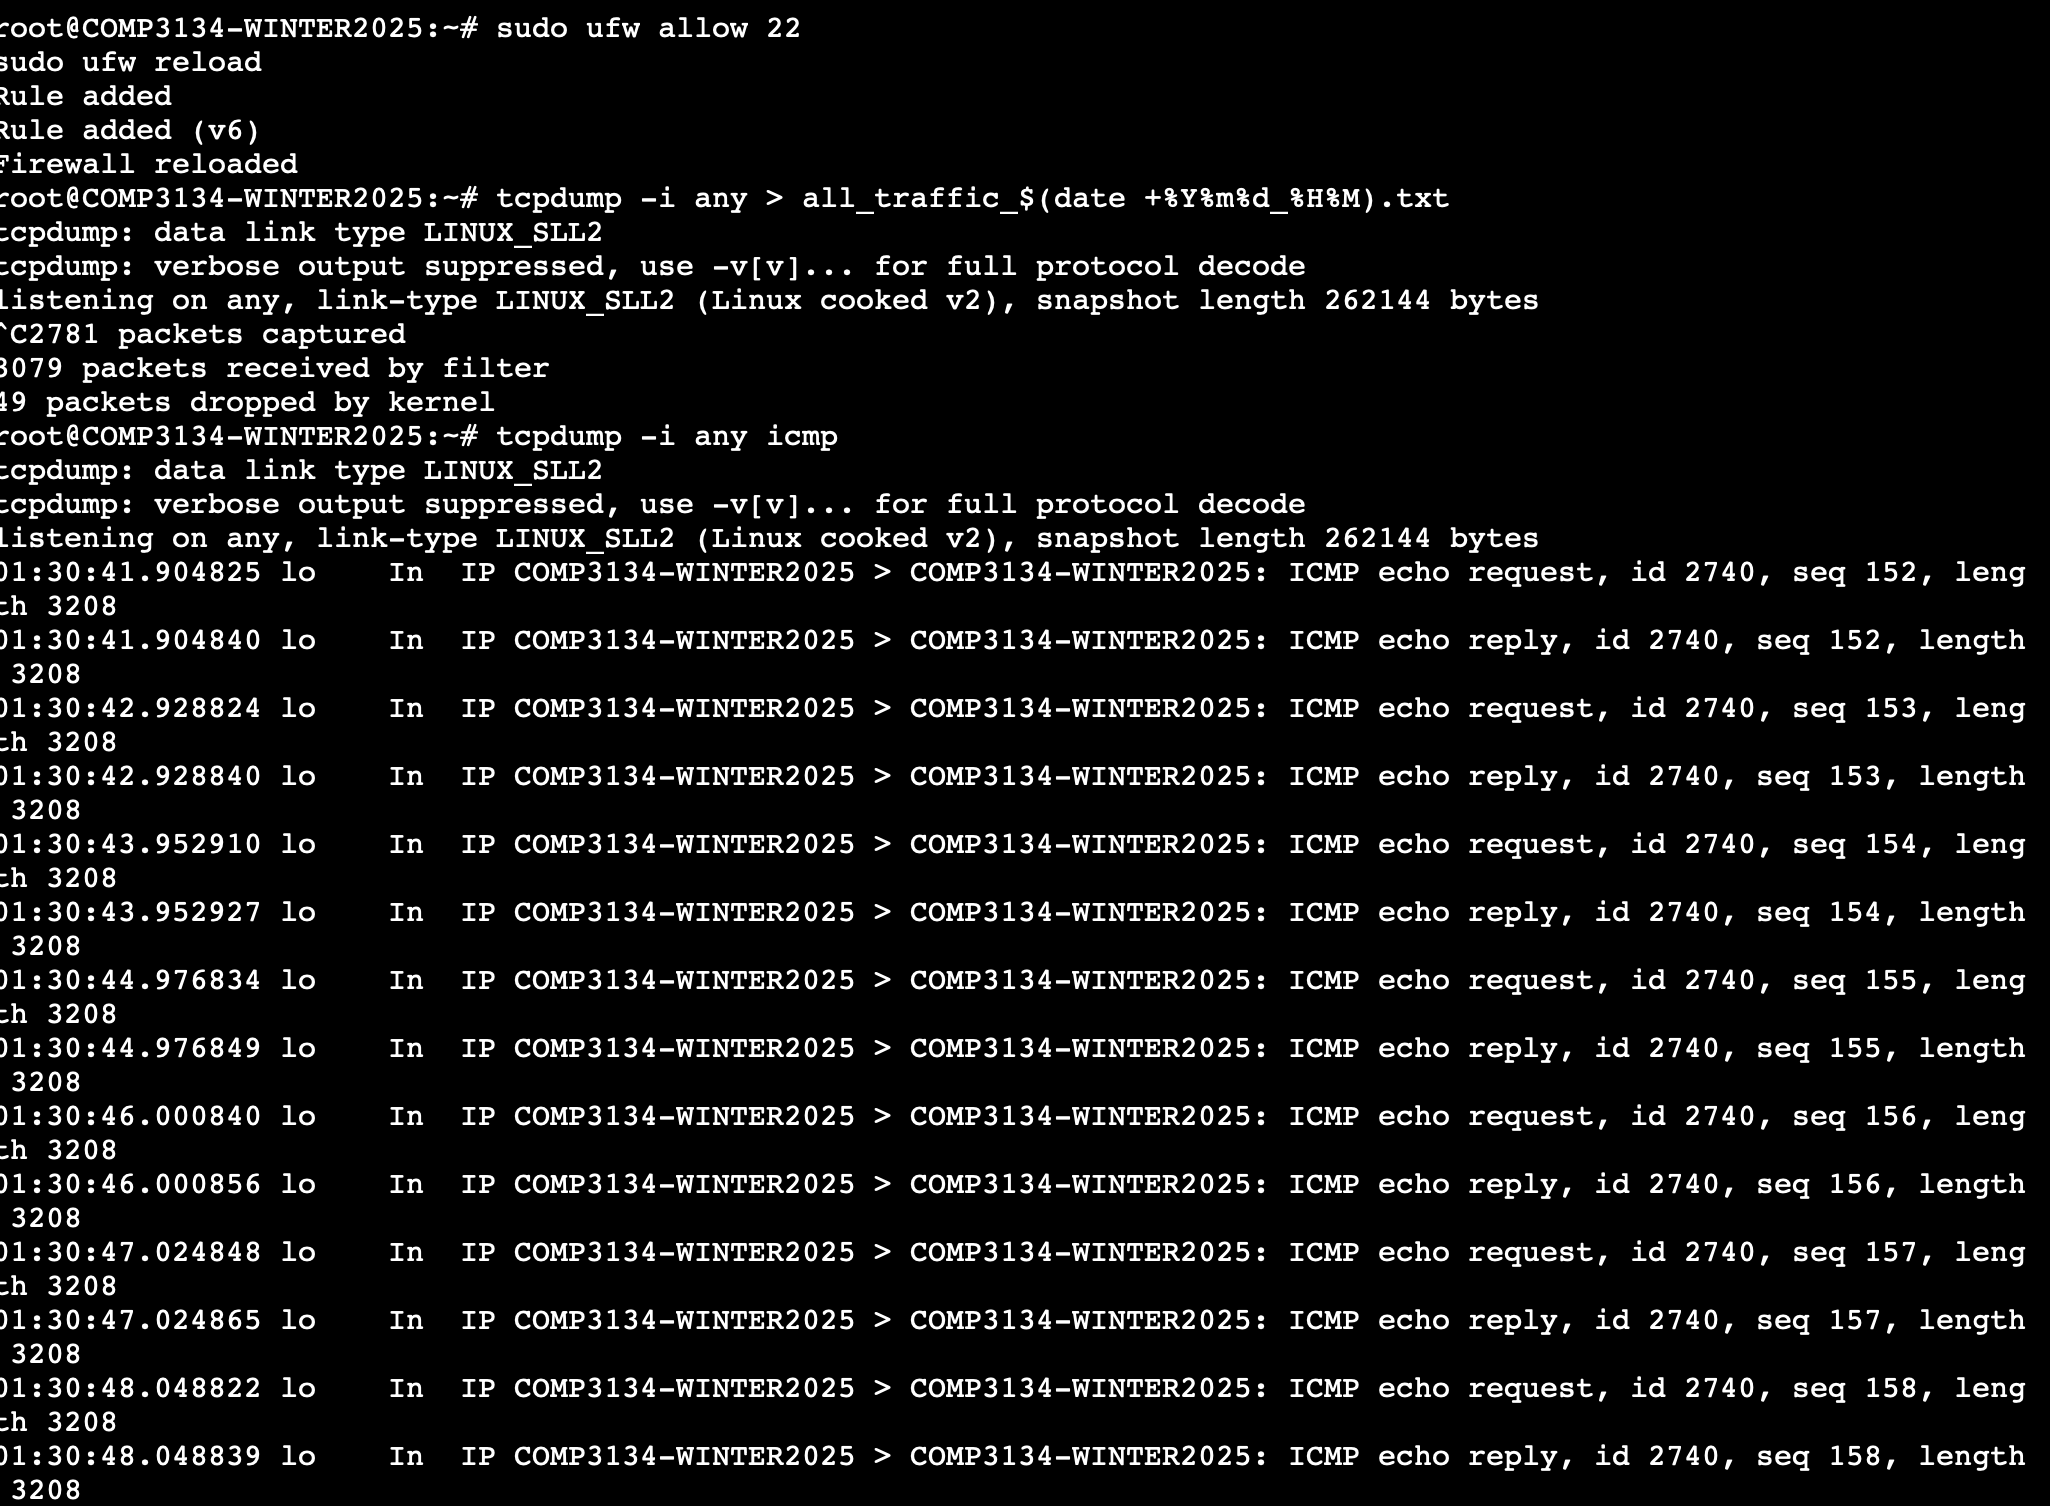 root@COMP3134-WINTER2025:~# sudo ufw allow 22
sudo ufw reload
Rule added
Rule added (v6)
Firewall reloaded
root@COMP3134-WINTER2025:~# tcpdump -i any > all_traffic_$(date +%Y%m%d_%H%M).txt
tcpdump: data link type LINUX_SLL2
tcpdump: verbose output suppressed, use -v[v]... for full protocol decode
listening on any, link-type LINUX_SLL2 (Linux cooked v2), snapshot length 262144 bytes
^C2781 packets captured
3079 packets received by filter
49 packets dropped by kernel
root@COMP3134-WINTER2025:~# tcpdump -i any icmp
tcpdump: data link type LINUX_SLL2
tcpdump: verbose output suppressed, use -v[v]... for full protocol decode
listening on any, link-type LINUX_SLL2 (Linux cooked v2), snapshot length 262144 bytes
01:30:41.904825 lo    In  IP COMP3134-WINTER2025 > COMP3134-WINTER2025: ICMP echo request, id 2740, seq 152, leng
th 3208
01:30:41.904840 lo    In  IP COMP3134-WINTER2025 > COMP3134-WINTER2025: ICMP echo reply, id 2740, seq 152, length
 3208
01:30:42.928824 lo    In  IP COMP3134-WINTER2025 > COMP3134-WINTER2025: ICMP echo request, id 2740, seq 153, leng
th 3208
01:30:42.928840 lo    In  IP COMP3134-WINTER2025 > COMP3134-WINTER2025: ICMP echo reply, id 2740, seq 153, length
 3208
01:30:43.952910 lo    In  IP COMP3134-WINTER2025 > COMP3134-WINTER2025: ICMP echo request, id 2740, seq 154, leng
th 3208
01:30:43.952927 lo    In  IP COMP3134-WINTER2025 > COMP3134-WINTER2025: ICMP echo reply, id 2740, seq 154, length
 3208
01:30:44.976834 lo    In  IP COMP3134-WINTER2025 > COMP3134-WINTER2025: ICMP echo request, id 2740, seq 155, leng
th 3208
01:30:44.976849 lo    In  IP COMP3134-WINTER2025 > COMP3134-WINTER2025: ICMP echo reply, id 2740, seq 155, length
 3208
01:30:46.000840 lo    In  IP COMP3134-WINTER2025 > COMP3134-WINTER2025: ICMP echo request, id 2740, seq 156, leng
th 3208
01:30:46.000856 lo    In  IP COMP3134-WINTER2025 > COMP3134-WINTER2025: ICMP echo reply, id 2740, seq 156, length
 3208
01:30:47.024848 lo    In  IP COMP3134-WINTER2025 > COMP3134-WINTER2025: ICMP echo request, id 2740, seq 157, leng
th 3208
01:30:47.024865 lo    In  IP COMP3134-WINTER2025 > COMP3134-WINTER2025: ICMP echo reply, id 2740, seq 157, length
 3208
01:30:48.048822 lo    In  IP COMP3134-WINTER2025 > COMP3134-WINTER2025: ICMP echo request, id 2740, seq 158, leng
th 3208
01:30:48.048839 lo    In  IP COMP3134-WINTER2025 > COMP3134-WINTER2025: ICMP echo reply, id 2740, seq 158, length
 3208